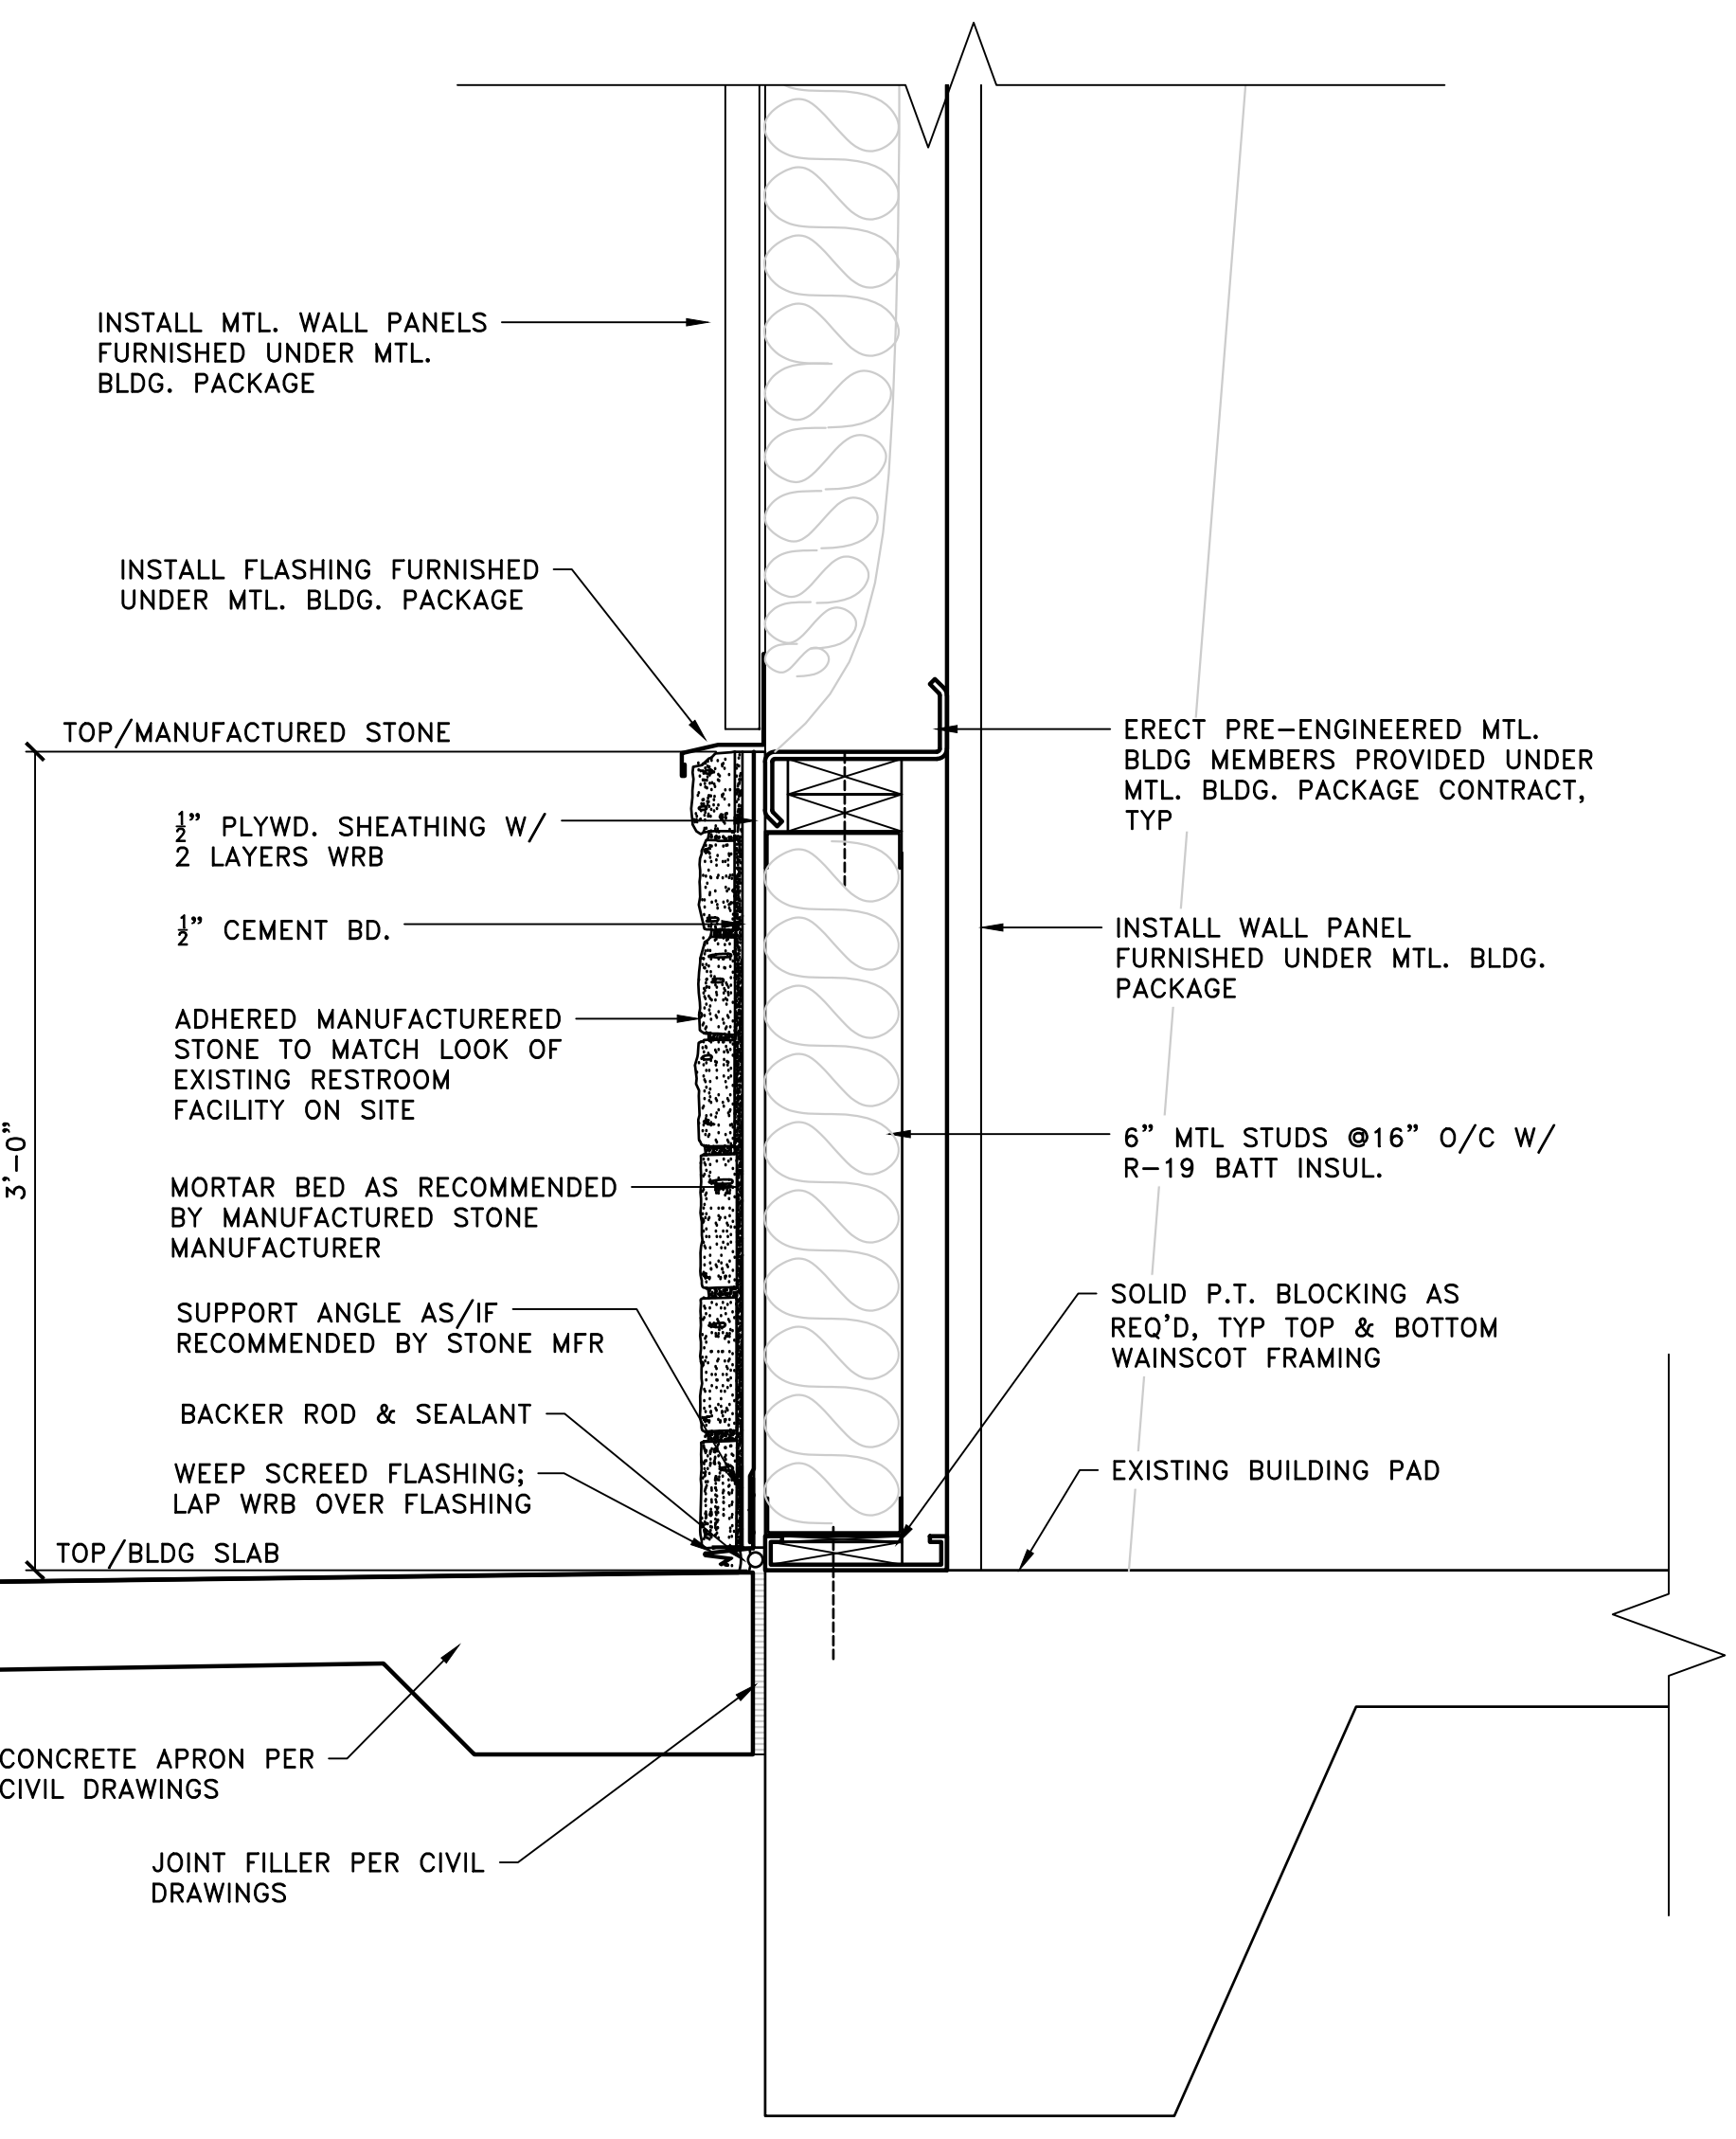 INSTALL MTL. WALL PANELS
FURNISHED UNDER MTL.
BLDG. PACKAGE
INSTALL FLASHING FURNISHED
UNDER MTL. BLDG. PACKAGE
TOP/MANUFACTURED STONE
½” PLYWD. SHEATHING W/
2 LAYERS WRB
½” CEMENT BD.
ADHERED MANUFACTURERED
STONE TO MATCH LOOK OF
EXISTING RESTROOM
FACILITY ON SITE
3'-0”
MORTAR BED AS RECOMMENDED
BY MANUFACTURED STONE
MANUFACTURER
SUPPORT ANGLE AS/IF
RECOMMENDED BY STONE MFR
BACKER ROD & SEALANT
WEEP SCREED FLASHING;
LAP WRB OVER FLASHING
TOP/BLDG SLAB
CONCRETE APRON PER
CIVIL DRAWINGS
JOINT FILLER PER CIVIL
DRAWINGS
ERECT PRE-ENGINEERED MTL.
BLDG MEMBERS PROVIDED UNDER
MTL. BLDG. PACKAGE CONTRACT,
TYP
INSTALL WALL PANEL
FURNISHED UNDER MTL. BLDG.
PACKAGE
6” MTL STUDS @16” O/C W/
R-19 BATT INSUL.
SOLID P.T. BLOCKING AS
REQ'D, TYP TOP & BOTTOM
WAINSCOT FRAMING
EXISTING BUILDING PAD